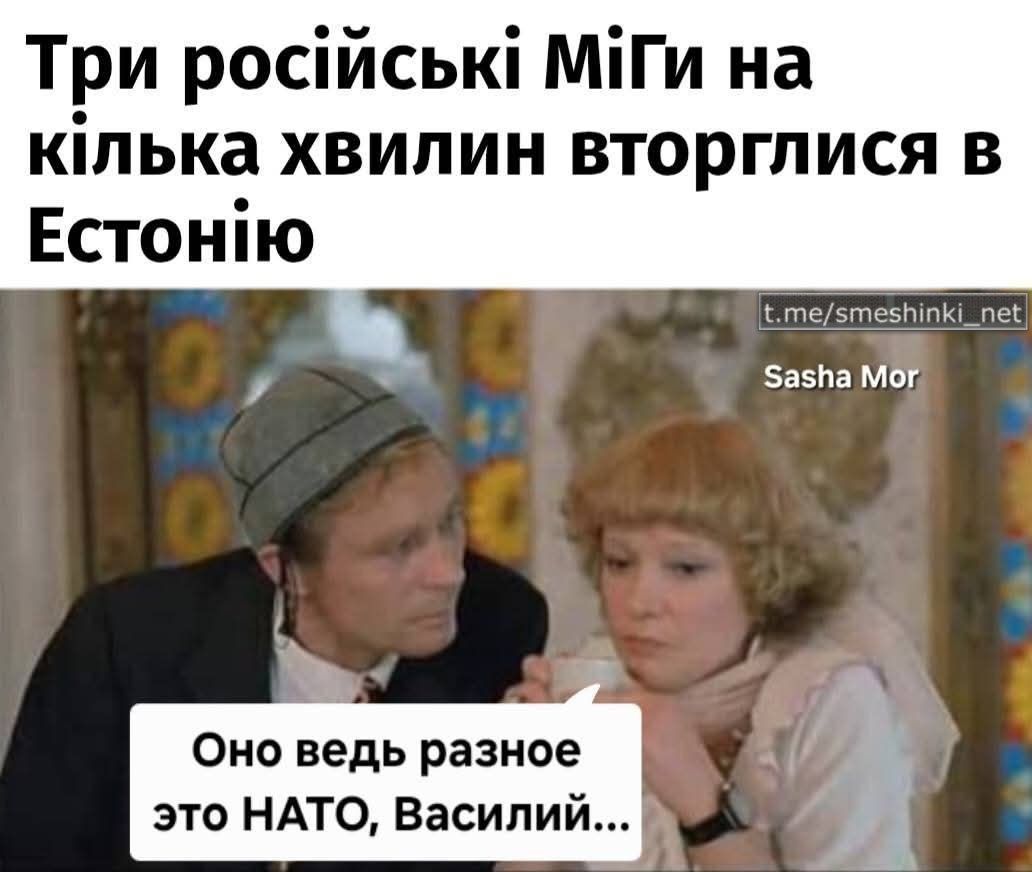 Три російські МіГи на
кілька хвилин вторглися в
Естонію
t.me/smeshinki_net
Sasha Mor
Оно ведь разное
это НАТО, Василий...